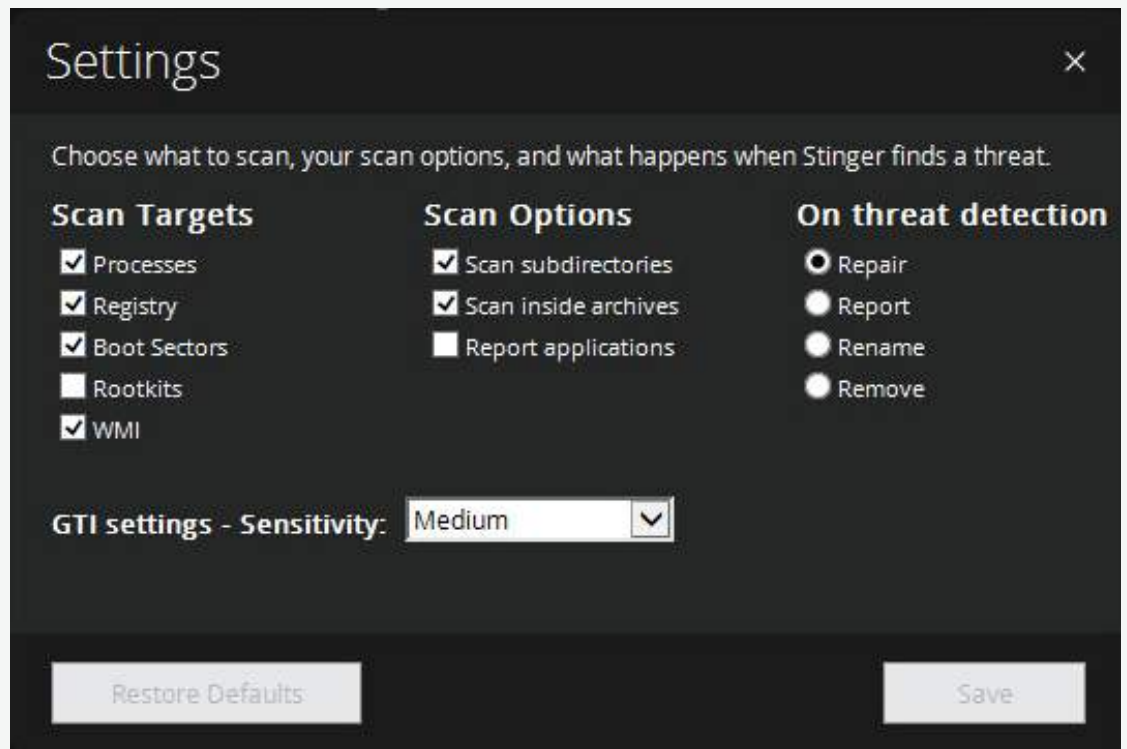 Settings
Choose what to scan, your scan options, and what happens when Stinger finds a threat.
Scan Targets
Processes
Registry
Boot Sectors
Rootkits
WMI
Scan Options
Scan subdirectories
Scan inside archives
Report applications
On threat detection
Repair
Report
Rename
Remove
GTI settings - Sensitivity:
Medium
Restore Defaults
Save